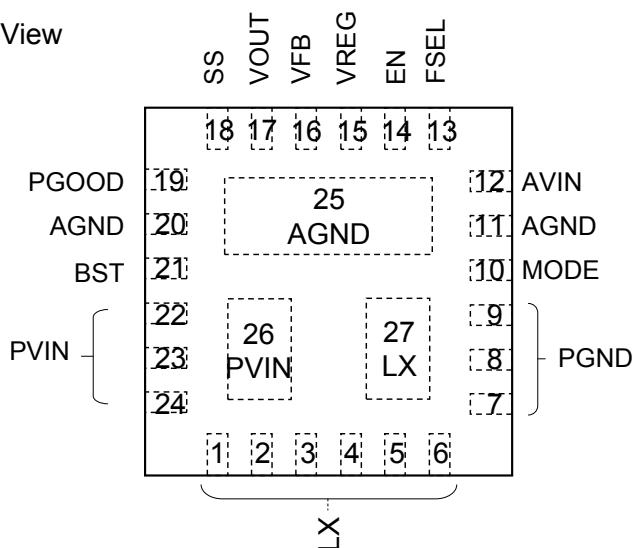 View
SS VOUT VFB VREG EN FSEL
18 17 16 15 14 13
PGOOD 19 12 AVIN
25
AGND 20 11 AGND
AGND
BST 21 10 MODE
22 9
26 27
PVIN 23 8 PGND
PVIN LX
24 7
1 2 3 4 5 6
LX